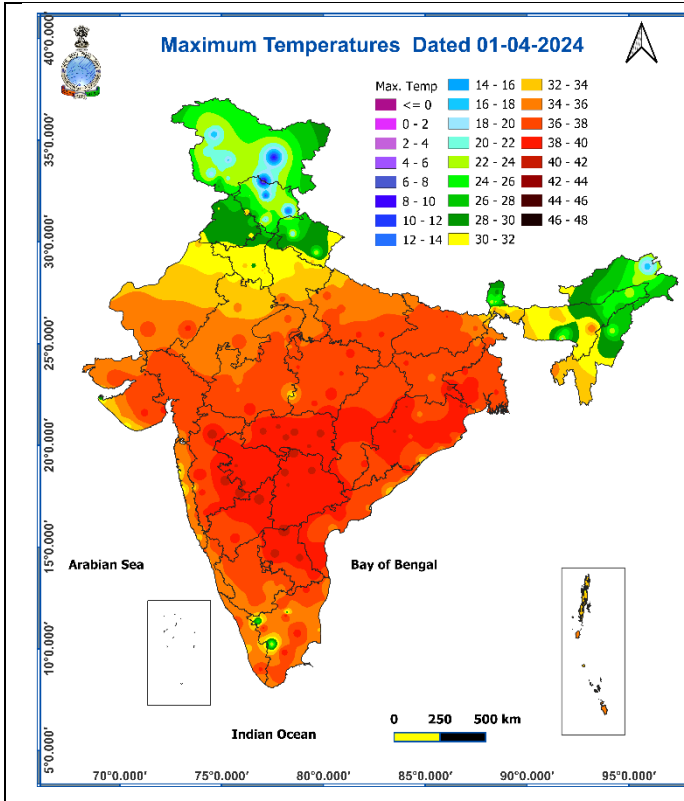 Maximum Temperatures Dated 01-04-2024
Max. Temp
<= 0
0 - 2
2 - 4
4 - 6
6 - 8
8 - 10
10 - 12
12 - 14
14 - 16
16 - 18
18 - 20
20 - 22
22 - 24
24 - 26
26 - 28
28 - 30
30 - 32
32 - 34
34 - 36
36 - 38
38 - 40
40 - 42
42 - 44
44 - 46
46 - 48
40°0.000'
35°0.000'
30°0.000'
25°0.000'
20°0.000'
15°0.000'
10°0.000'
5°0.000'
Arabian Sea
Bay of Bengal
Indian Ocean
0 250 500 km
70°0.000' 75°0.000' 80°0.000' 85°0.000' 90°0.000' 95°0.000'